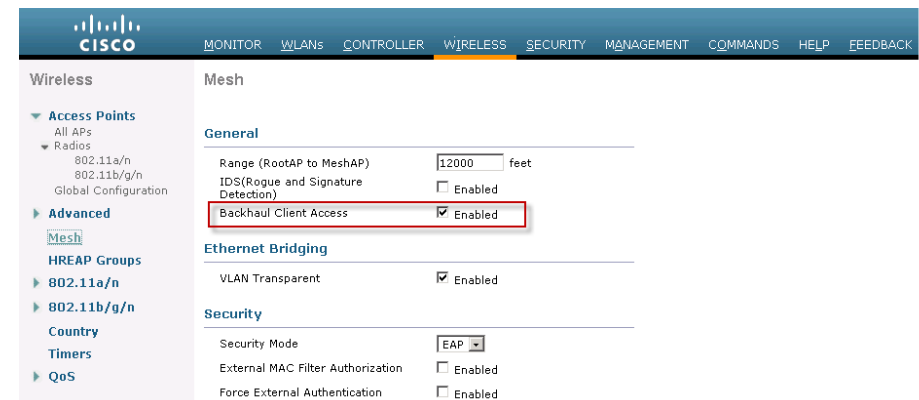 CISCO
MONITOR WLANs CONTROLLER WIRELESS SECURITY MANAGEMENT COMMANDS HELP FEEDBACK
Wireless
Access Points
All APs
Radios
802.11a/n
802.11b/g/n
Global Configuration
Advanced
Mesh
HREAP Groups
802.11a/n
802.11b/g/n
Country
Timers
QoS
Mesh
General
Range (RootAP to MeshAP) 12000 feet
IDS(Rogue and Signature
Detection) Enabled
Backhaul Client Access Enabled
Ethernet Bridging
VLAN Transparent Enabled
Security
Security Mode EAP
External MAC Filter Authorization Enabled
Force External Authentication Enabled